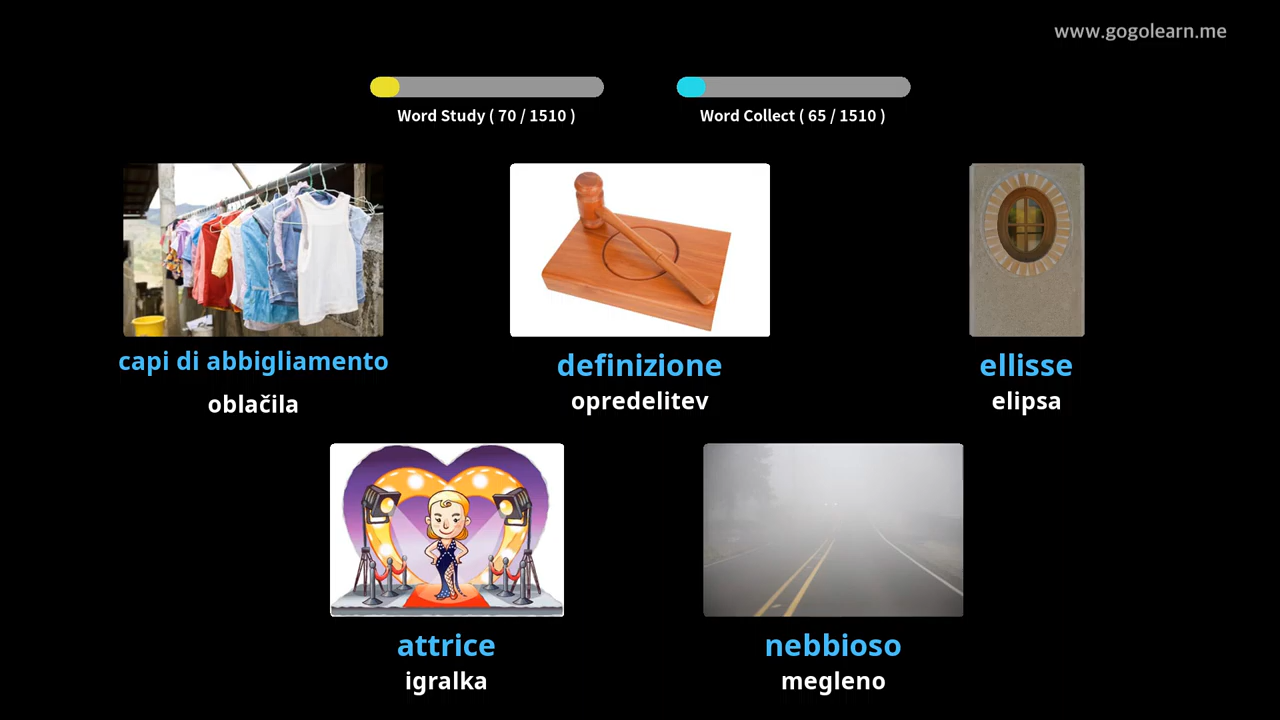 www.gogolearn.me
Word Study ( 70 / 1510 )
Word Collect ( 65 / 1510 )
capi di abbigliamento
oblačila
definizione
opredelitev
ellisse
elipsa
attrice
igralka
nebbioso
megleno